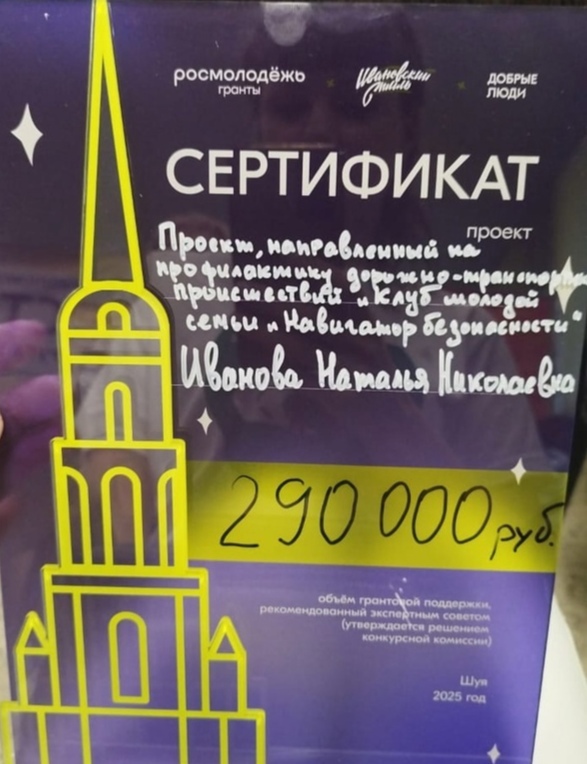 росмолодёжь
гранты
Ивановский
стиль
ДОБРЫЕ
ЛЮДИ
СЕРТИФИКАТ
проект
Проект, направленный на
профилактику дорожно-транспортн
происшествий и Клуб молодой
семьи "Навигатор безопасности"
Иванова Наталья Николаевна
290 000 руб.
объём грантовой поддержки,
рекомендованный экспертным советом
(утверждается решением
конкурсной комиссии)
Шуя
2025 год